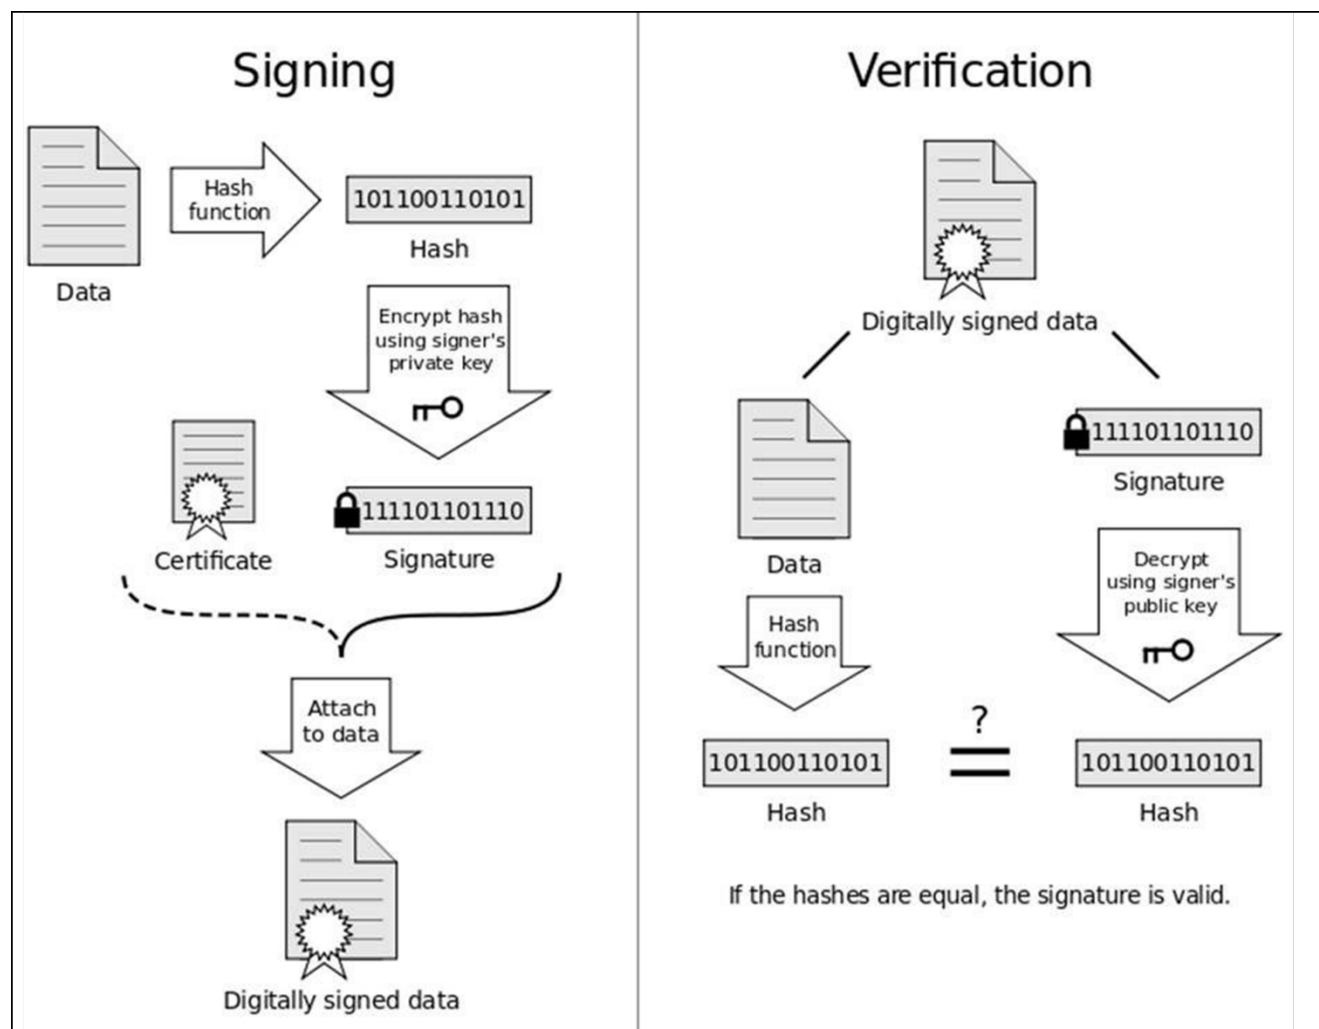 Signing
Hash
function
101100110101
Hash
Data
Encrypt hash
using signer's
private key
Certificate
111101101110
Signature
Attach
to data
Digitally signed data
Verification
Digitally signed data
Data
111101101110
Signature
Hash
function
Decrypt
using signer's
public key
101100110101
Hash
?
101100110101
Hash
If the hashes are equal, the signature is valid.